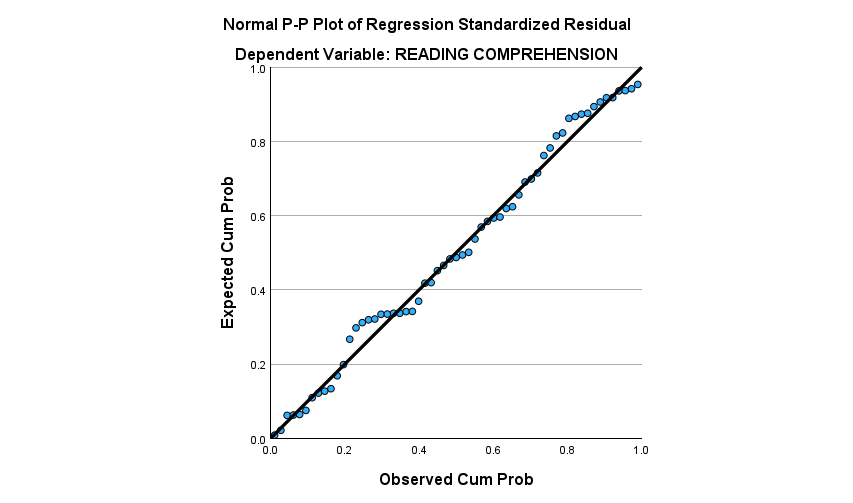 Normal P-P Plot of Regression Standardized Residual
Dependent Variable: READING COMPREHENSION
1.0
0.8
0.6
0.4
0.2
0.0
Expected Cum Prob
0.0 0.2 0.4 0.6 0.8 1.0
Observed Cum Prob